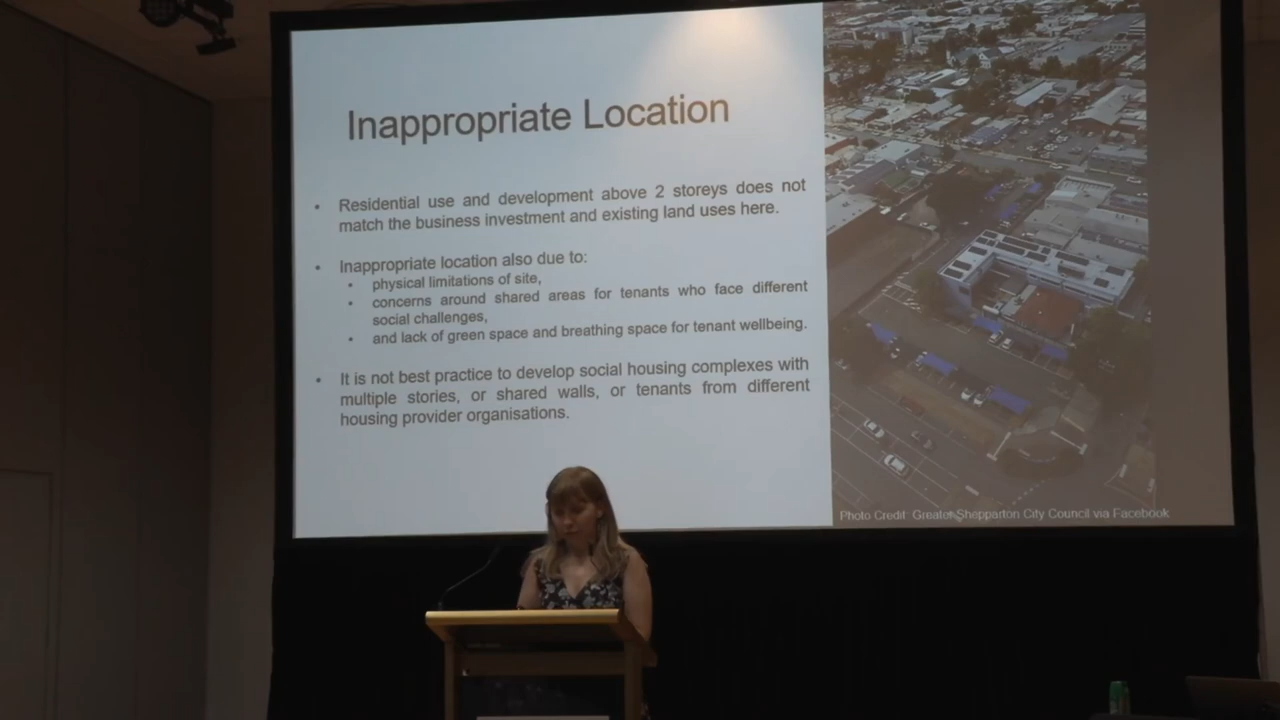 Inappropriate Location
• Residential use and development above 2 storeys does not
match the business investment and existing land uses here.
• Inappropriate location also due to:
• physical limitations of site,
• concerns around shared areas for tenants who face different
social challenges,
• and lack of green space and breathing space for tenant wellbeing.
• It is not best practice to develop social housing complexes with
multiple stories, or shared walls, or tenants from different
housing provider organisations.
Photo Credit: Greater Shepparton City Council via Facebook